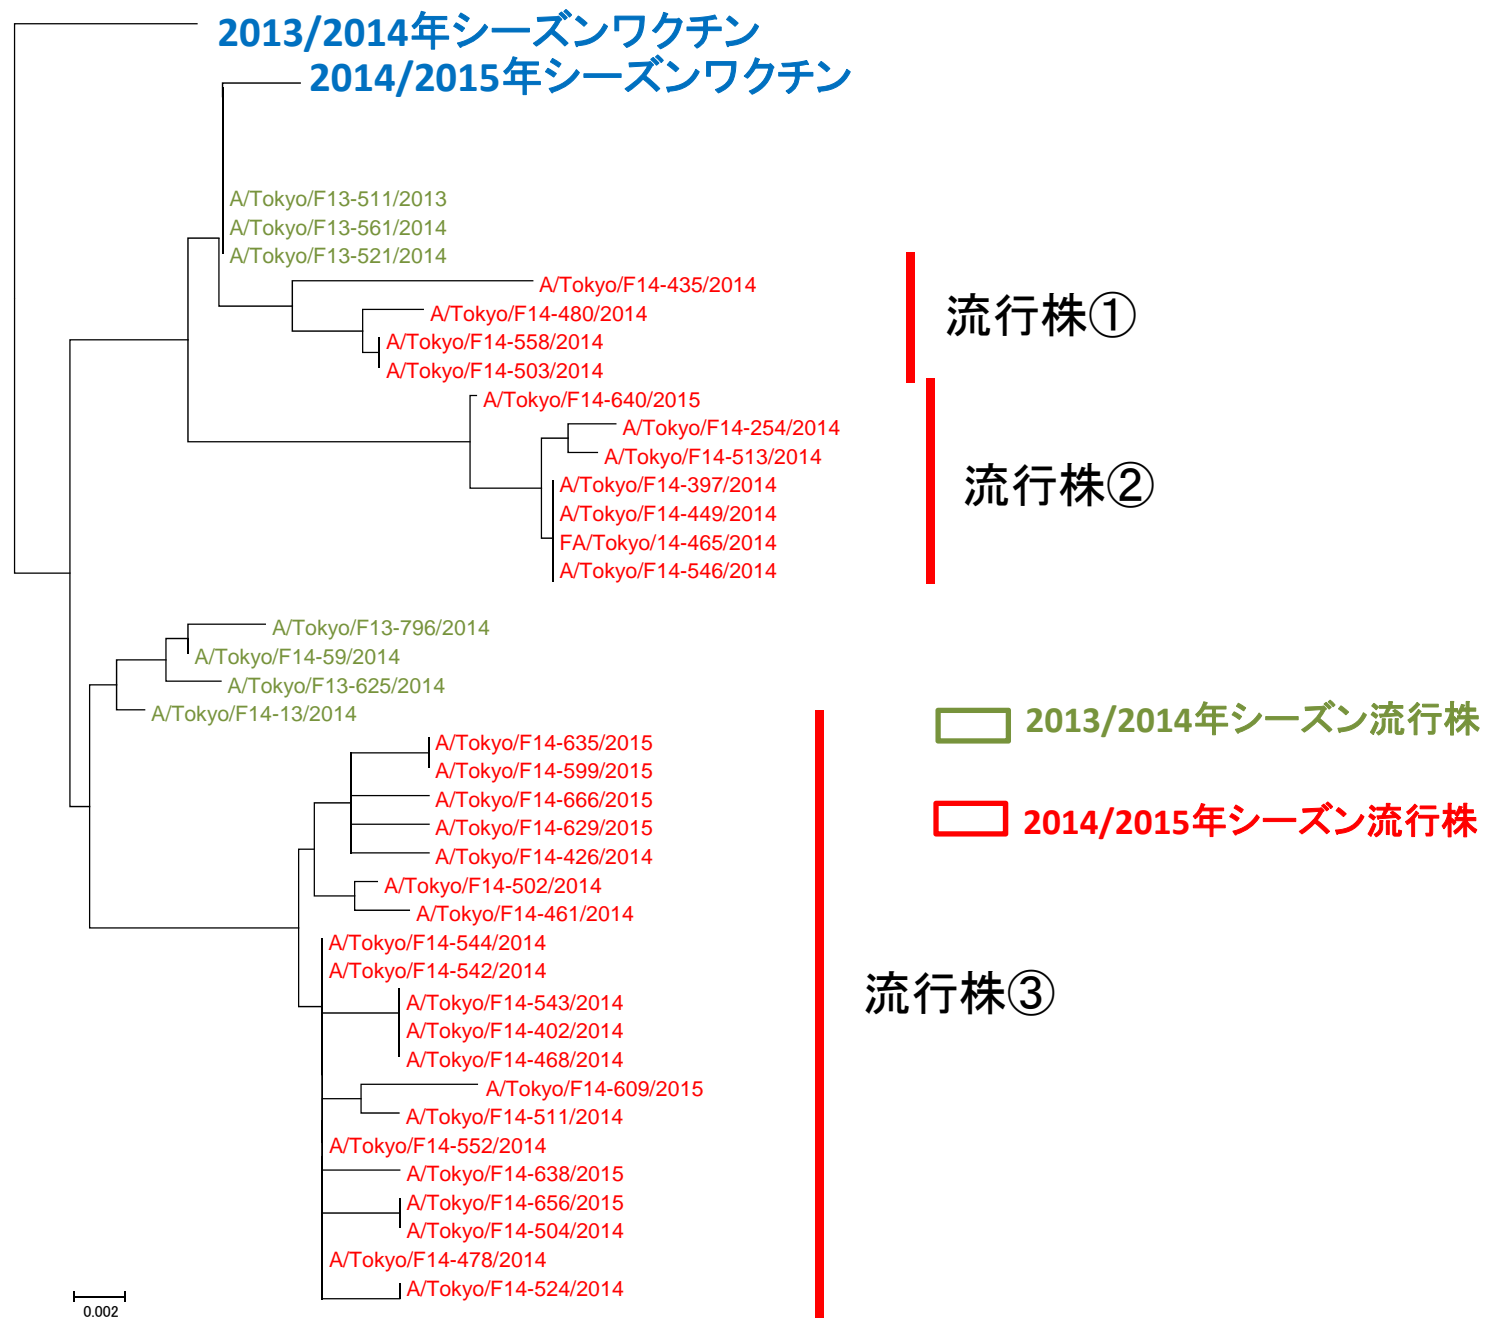 2013/2014年シーズンワクチン
2014/2015年シーズンワクチン
A/Tokyo/F13-511/2013
A/Tokyo/F13-561/2014
A/Tokyo/F13-521/2014
A/Tokyo/F14-435/2014
A/Tokyo/F14-480/2014
A/Tokyo/F14-558/2014
A/Tokyo/F14-503/2014
流行株①
A/Tokyo/F14-640/2015
A/Tokyo/F14-254/2014
A/Tokyo/F14-513/2014
A/Tokyo/F14-397/2014
A/Tokyo/F14-449/2014
FA/Tokyo/14-465/2014
A/Tokyo/F14-546/2014
流行株②
A/Tokyo/F13-796/2014
A/Tokyo/F14-59/2014
A/Tokyo/F13-625/2014
A/Tokyo/F14-13/2014
A/Tokyo/F14-635/2015
A/Tokyo/F14-599/2015
A/Tokyo/F14-666/2015
A/Tokyo/F14-629/2015
A/Tokyo/F14-426/2014
A/Tokyo/F14-502/2014
A/Tokyo/F14-461/2014
A/Tokyo/F14-544/2014
A/Tokyo/F14-542/2014
A/Tokyo/F14-543/2014
A/Tokyo/F14-402/2014
A/Tokyo/F14-468/2014
A/Tokyo/F14-609/2015
A/Tokyo/F14-511/2014
A/Tokyo/F14-552/2014
A/Tokyo/F14-638/2015
A/Tokyo/F14-656/2015
A/Tokyo/F14-504/2014
A/Tokyo/F14-478/2014
A/Tokyo/F14-524/2014
流行株③
2013/2014年シーズン流行株
2014/2015年シーズン流行株
0.002